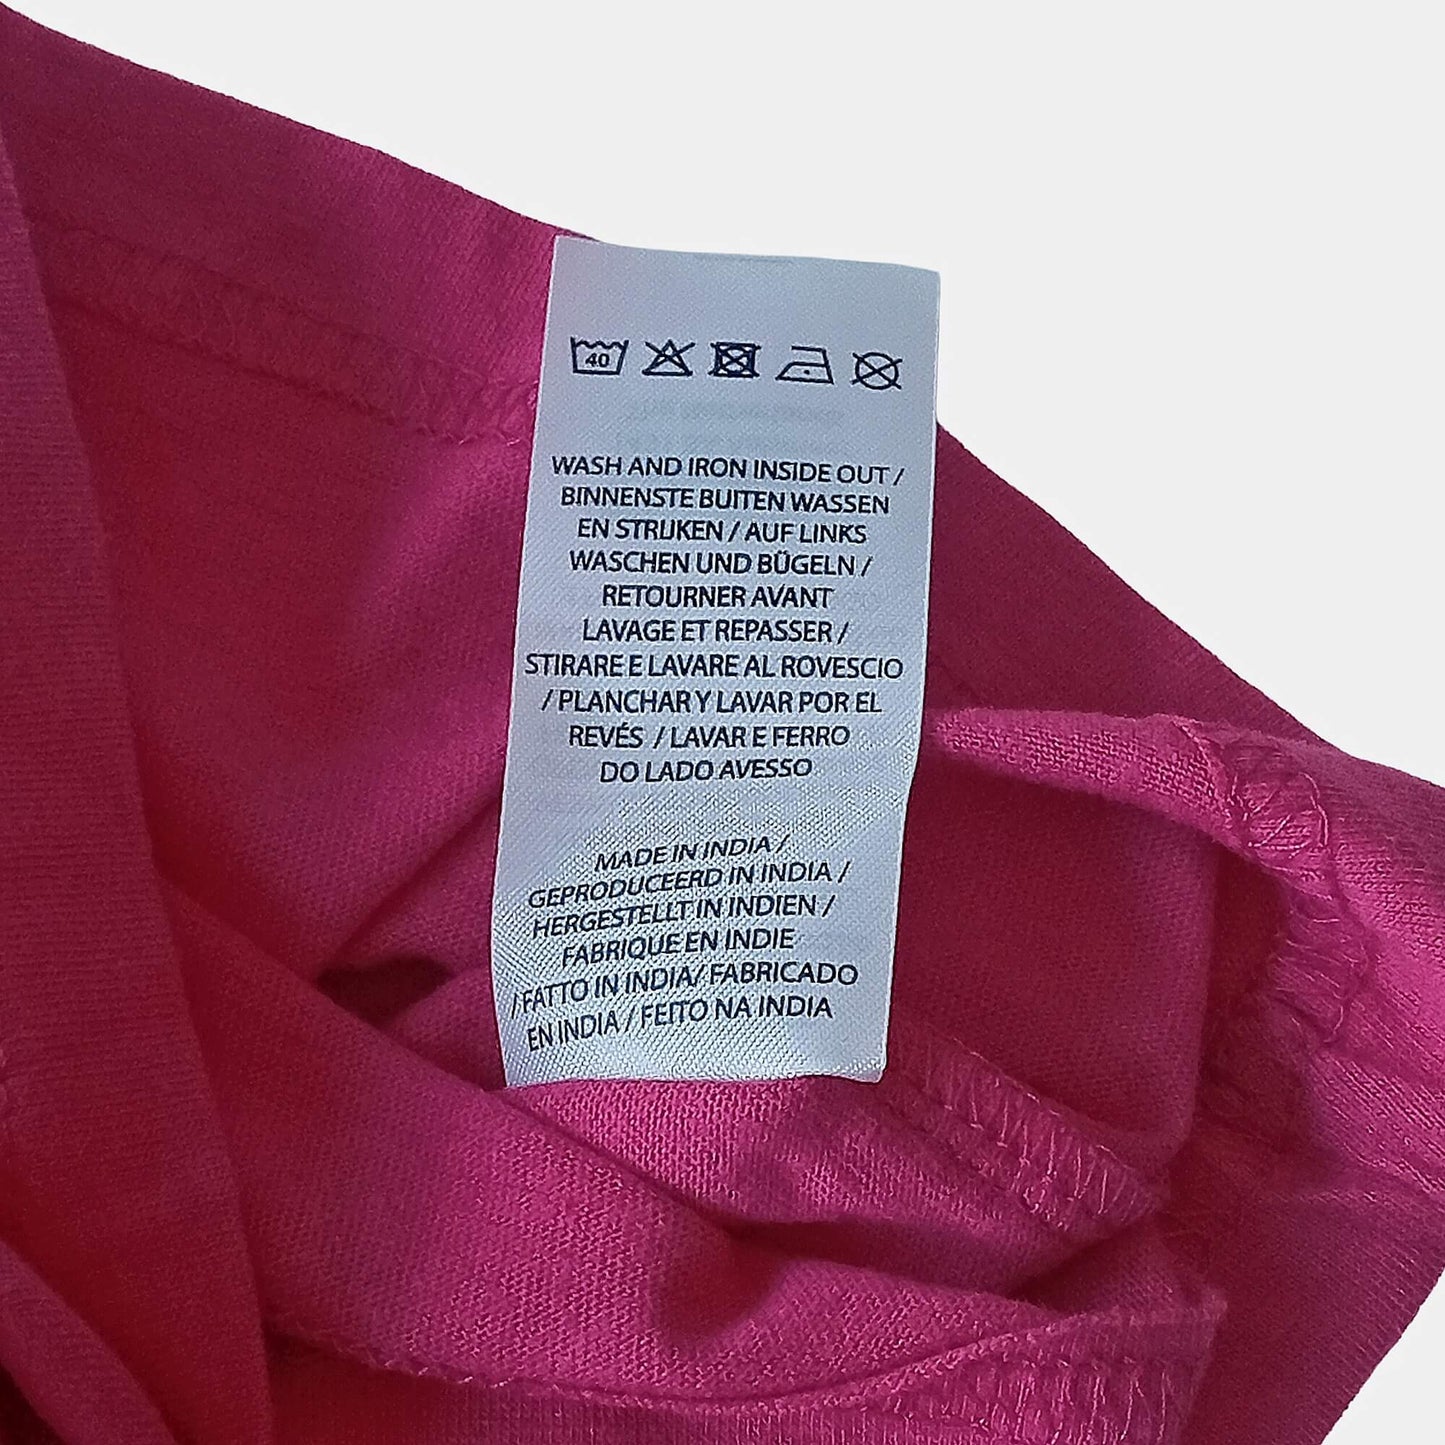 40
WASH AND IRON INSIDE OUT /
BINNENSTE BUITEN WASSEN
EN STRIJKEN / AUF LINKS
WASCHEN UND BÜGELN /
RETOURNER AVANT
LAVAGE ET REPASSER /
STIRARE E LAVARE AL ROVESCIO
/ PLANCHAR Y LAVAR POR EL
REVÉS / LAVAR E FERRO
DO LADO AVESSO
MADE IN INDIA /
GEPRODUCEERD IN INDIA /
HERGESTELLT IN INDIEN /
FABRIQUE EN INDIE
/ FATTO IN INDIA/ FABRICADO
EN INDIA / FEITO NA INDIA